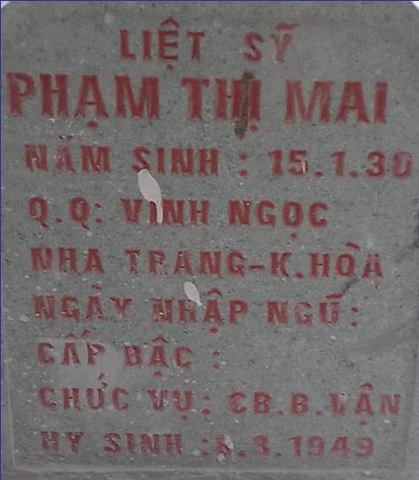 LIỆT SỸ
PHẠM THỊ MAI
NĂM SINH : 15.1.30
Q.Q: VĨNH NGỌC
NHA TRANG-K.HÒA
NGÀY NHẬP NGŨ:
CẤP BẬC :
CHỨC VỤ: CB.B.VẬN
HY SINH : 8.3.1949